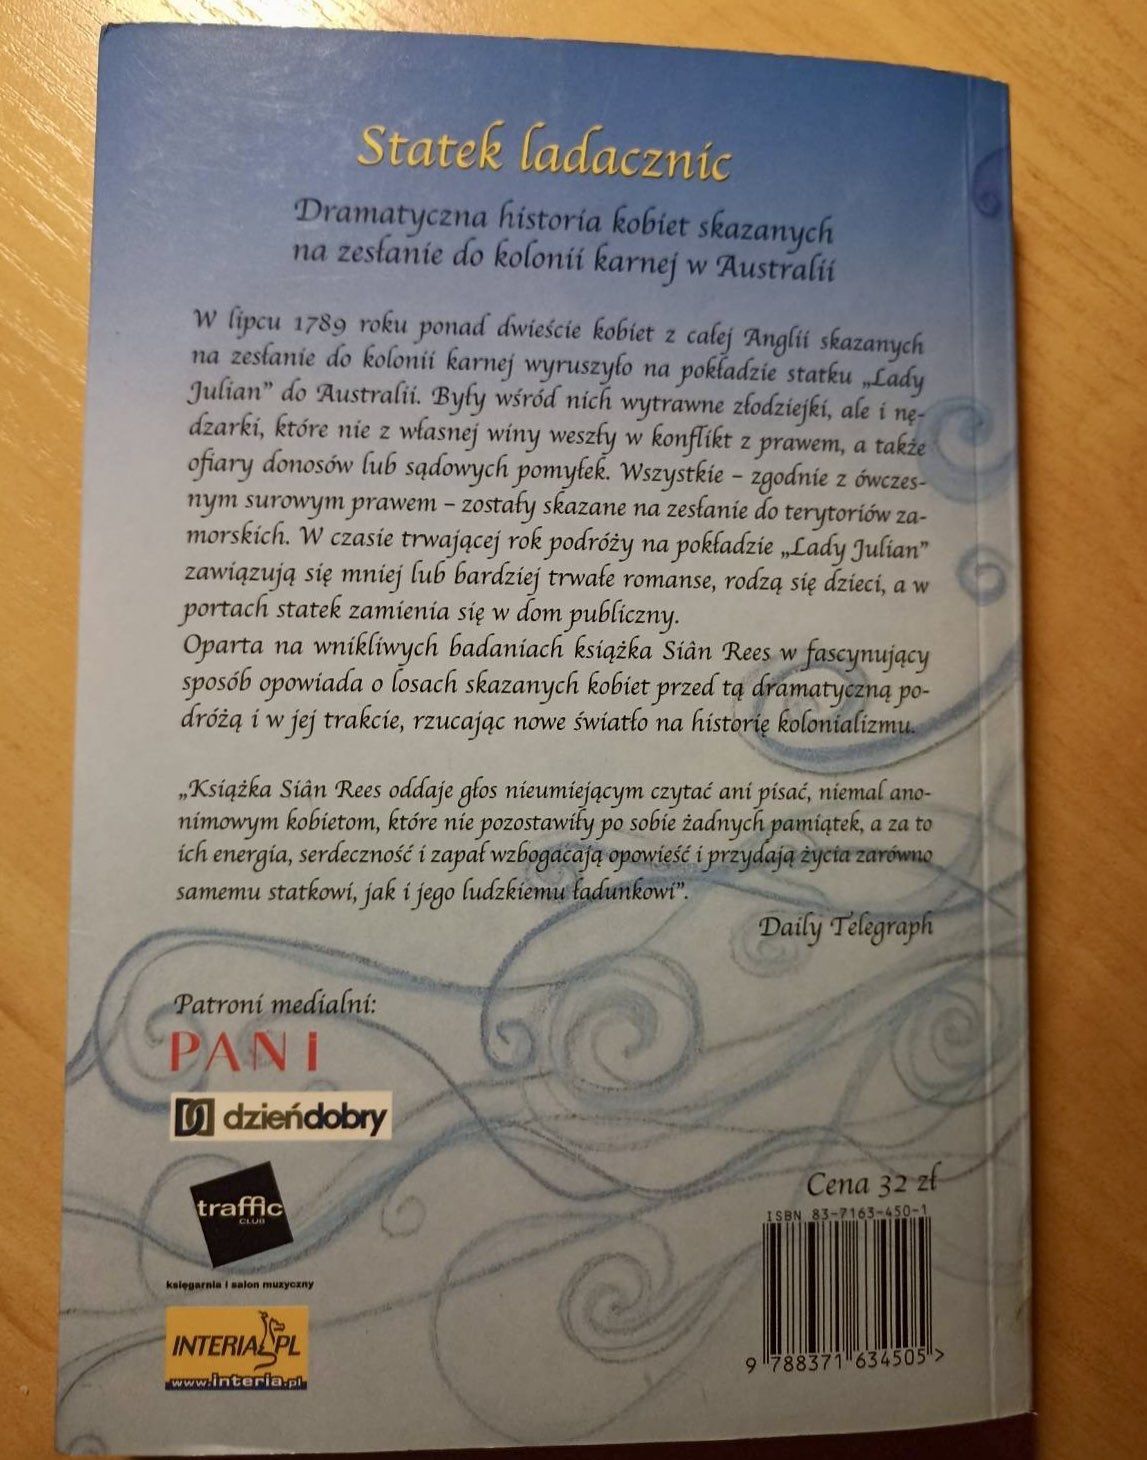 Statek ladacznic
Dramatyczna historia kobiet skazanych
na zesłanie do kolonii karnej w Australii
W lipcu 1789 roku ponad dwieście kobiet z całej Anglii skazanych
na zesłanie do kolonii karnej wyruszyło na pokładzie statku „Lady
Julian” do Australii. Były wśród nich wytrawne złodziejki, ale i nę-
dzarki, które nie z własnej winy weszły w konflikt z prawem, a także
ofiary donosów lub sądowych pomyłek. Wszystkie – zgodnie z ówczes-
nym surowym prawem – zostały skazane na zesłanie do terytoriów za-
morskich. W czasie trwającej rok podróży na pokładzie „Lady Julian”
zawiązują się mniej lub bardziej trwałe romanse, rodzą się dzieci, a w
portach statek zamienia się w dom publiczny.
Oparta na wnikliwych badaniach książka Siân Rees w fascynujący
sposób opowiada o losach skazanych kobiet przed tą dramatyczną po-
dróżą i w jej trakcie, rzucając nowe światło na historię kolonializmu.
„Książka Siân Rees oddaje głos nieumiejącym czytać ani pisać, niemal ano-
nimowym kobietom, które nie pozostawiły po sobie żadnych pamiątek, a za to
ich energia, serdeczność i zapał wzbogacają opowieść i przydają życia zarówno
samemu statkowi, jak i jego ludzkiemu ładunkowi”.
Daily Telegraph
Patroni medialni:
PANI
dzieńdobry
traffic
CLUB
księgarnia i salon muzyczny
INTERIA.PL
www.interia.pl
Cena 32 zł
ISBN 83-7163-450-1
9 788371 634505 >